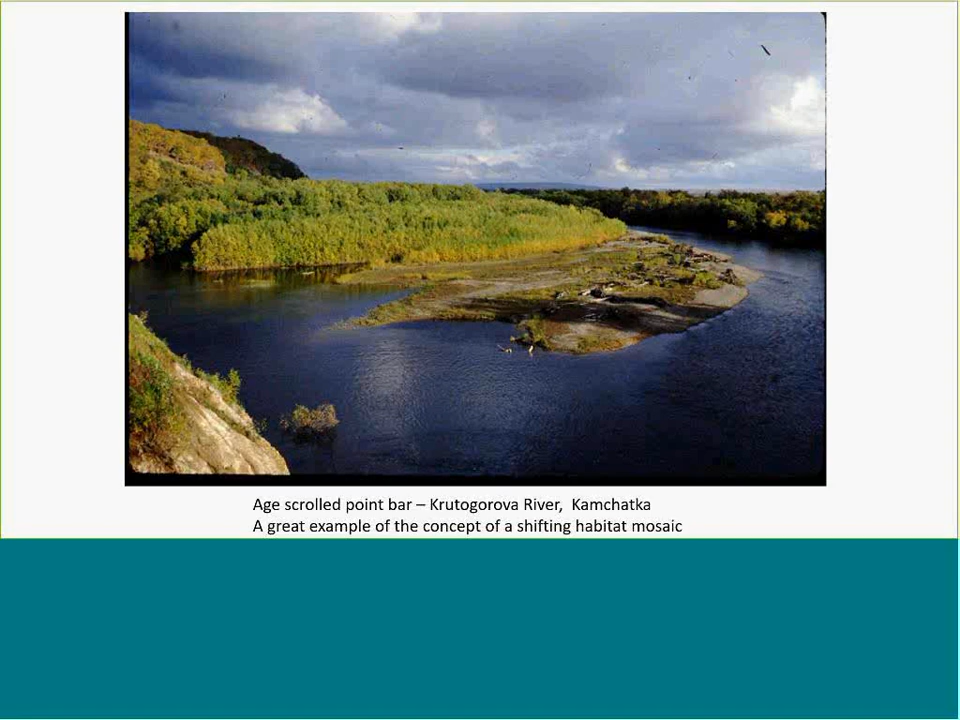 Age scrolled point bar – Krutogorova River,  Kamchatka
A great example of the concept of a shifting habitat mosaic